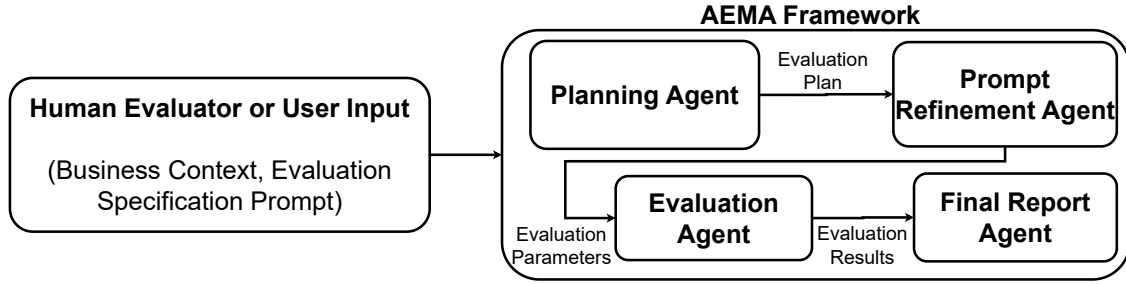 AEMA Framework
Human Evaluator or User Input
(Business Context, Evaluation
Specification Prompt)
Planning Agent
Evaluation
Plan
Prompt
Refinement Agent
Evaluation
Parameters
Evaluation
Agent
Evaluation
Results
Final Report
Agent